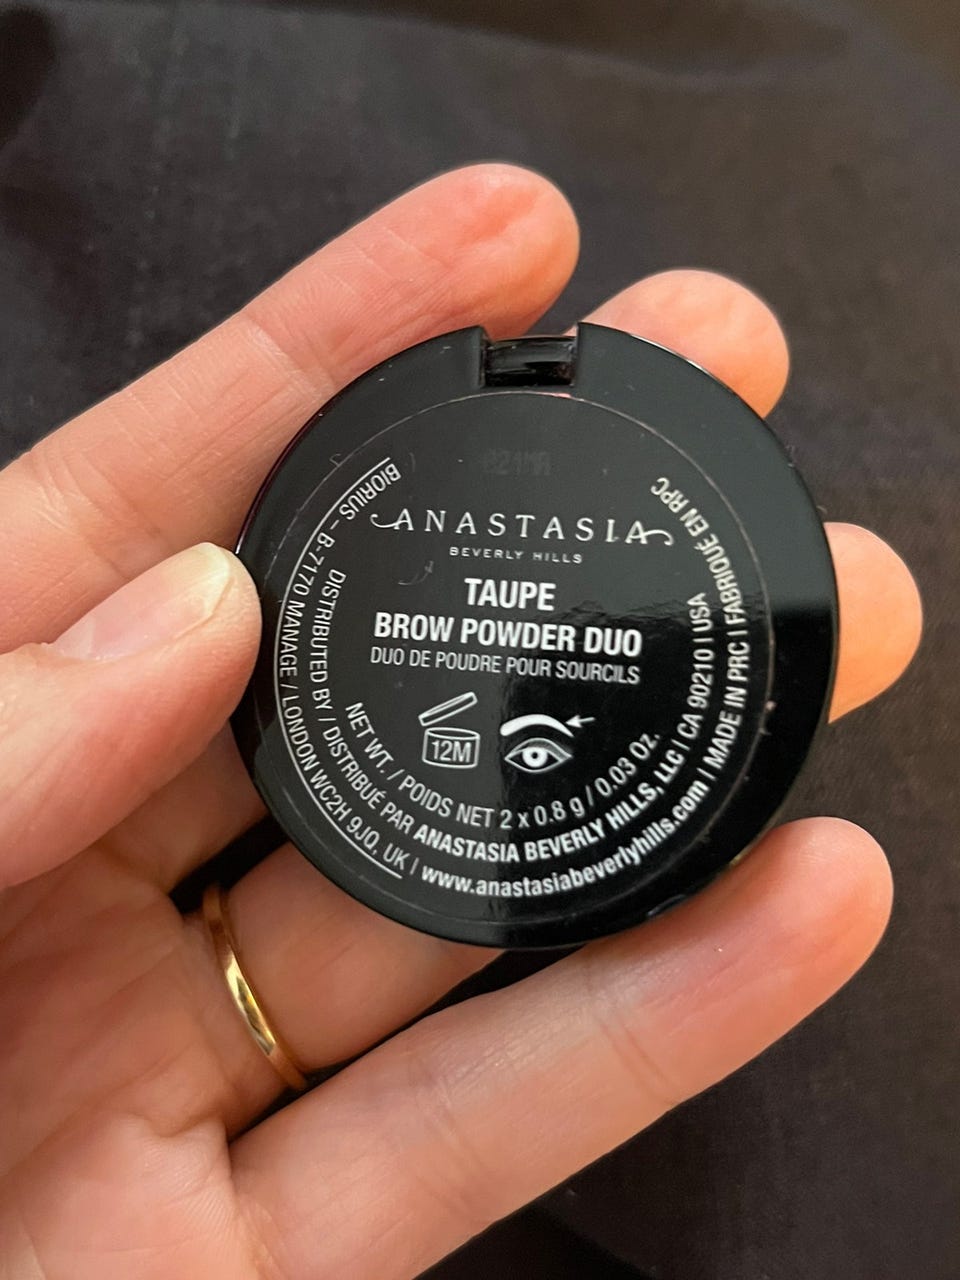 ANASTASIA
BEVERLY HILLS
TAUPE
BROW POWDER DUO
DUO DE POUDRE POUR SOURCILS
12M
NET WT. / POIDS NET 2 x 0.8 g / 0.03 Oz.
DISTRIBUTED BY / DISTRIBUÉ PAR ANASTASIA BEVERLY HILLS, LLC | CA 90210 | USA
BIORIUS – B-7170 MANAGE / LONDON WC2H 9JQ, UK | www.anastasiabeverlyhills.com | MADE IN PRC | FABRIQUÉ EN RPC